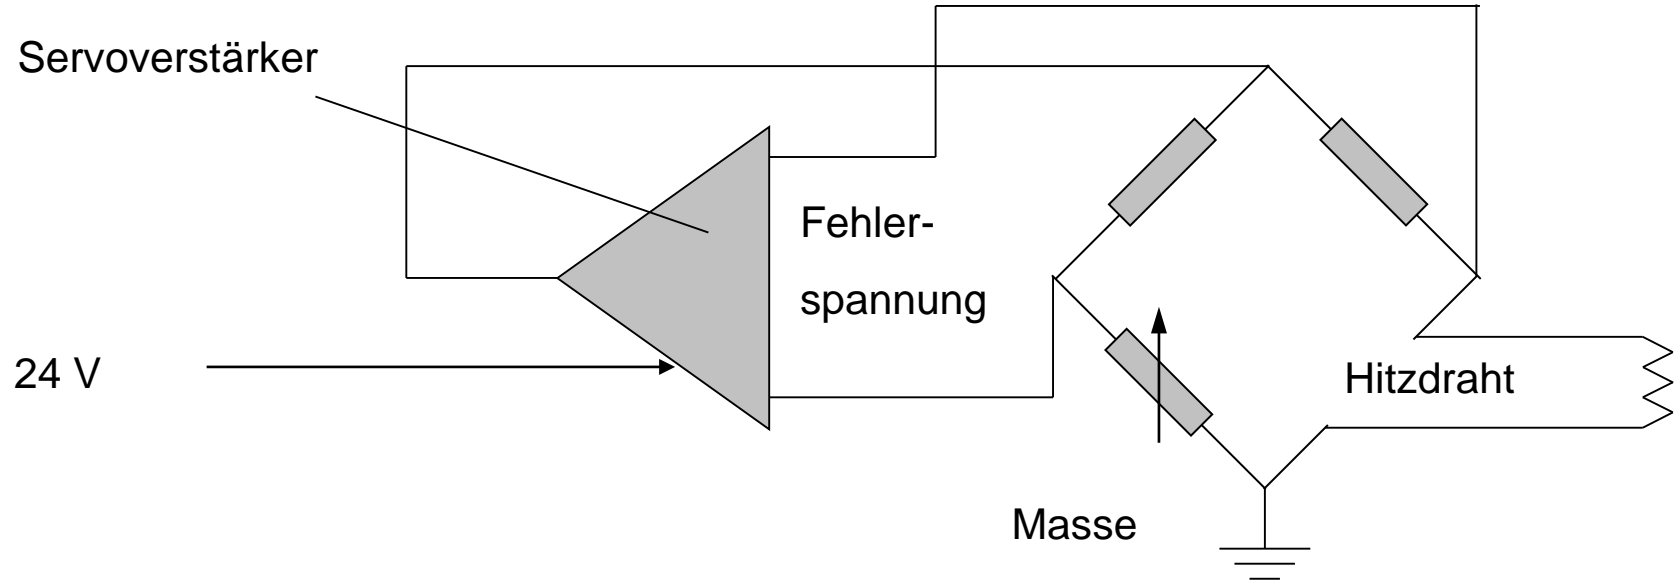 Servoverstärker
Fehler-
spannung
24 V
Hitzdraht
Masse